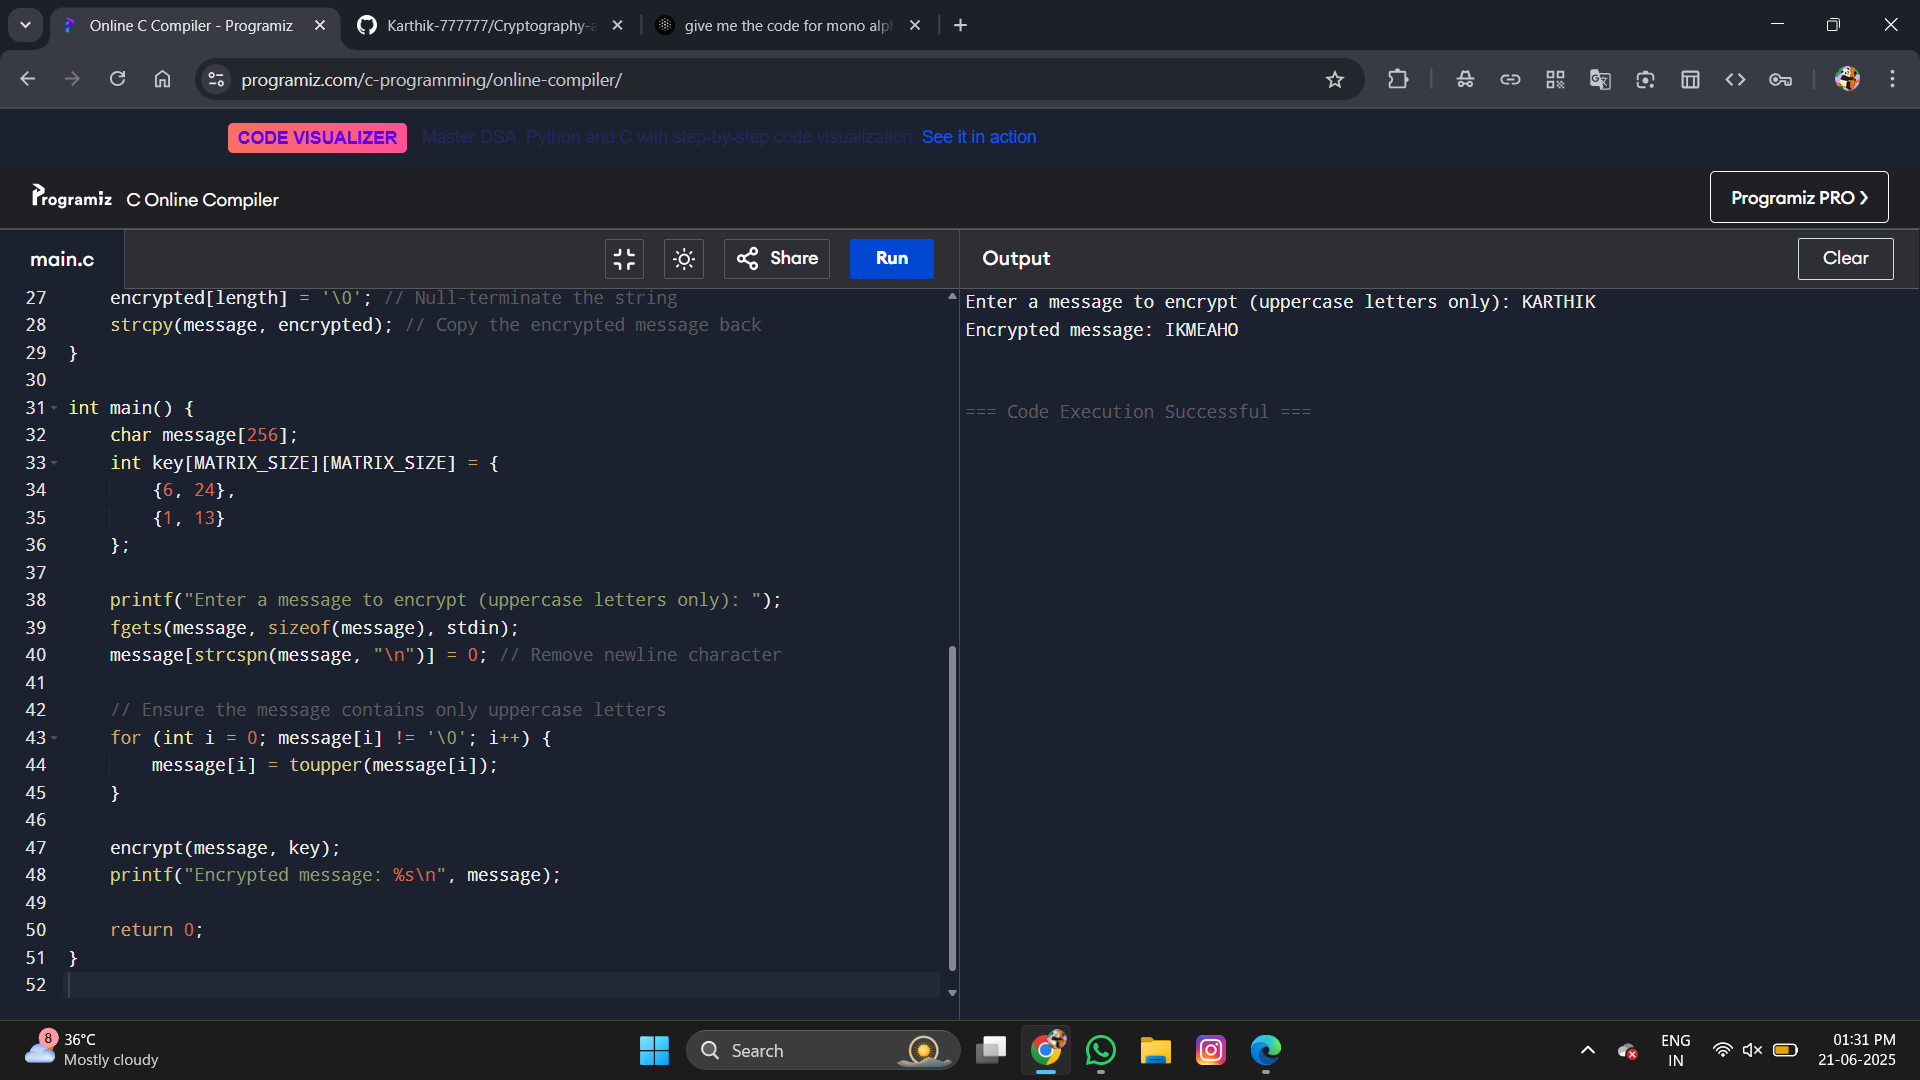 Online C Compiler - Programiz
Karthik-777777/Cryptography-a
give me the code for mono alp
programiz.com/c-programming/online-compiler/
CODE VISUALIZER Master DSA, Python and C with step-by-step code visualization. See it in action
Programiz C Online Compiler
Programiz PRO
main.c
Share
Run
Output
Clear
27 encrypted[length] = '\0'; // Null-terminate the string
28 strcpy(message, encrypted); // Copy the encrypted message back
29 }
30
31 int main() {
32 char message[256];
33 int key[MATRIX_SIZE][MATRIX_SIZE] = {
34 {6, 24},
35 {1, 13}
36 };
37
38 printf("Enter a message to encrypt (uppercase letters only): ");
39 fgets(message, sizeof(message), stdin);
40 message[strcspn(message, "\n")] = 0; // Remove newline character
41
42 // Ensure the message contains only uppercase letters
43 for (int i = 0; message[i] != '\0'; i++) {
44 message[i] = toupper(message[i]);
45 }
46
47 encrypt(message, key);
48 printf("Encrypted message: %s\n", message);
49
50 return 0;
51 }
52
Enter a message to encrypt (uppercase letters only): KARTHIK
Encrypted message: IKMEAHO
=== Code Execution Successful ===
8
36°C
Mostly cloudy
Search
ENG
IN
01:31 PM
21-06-2025